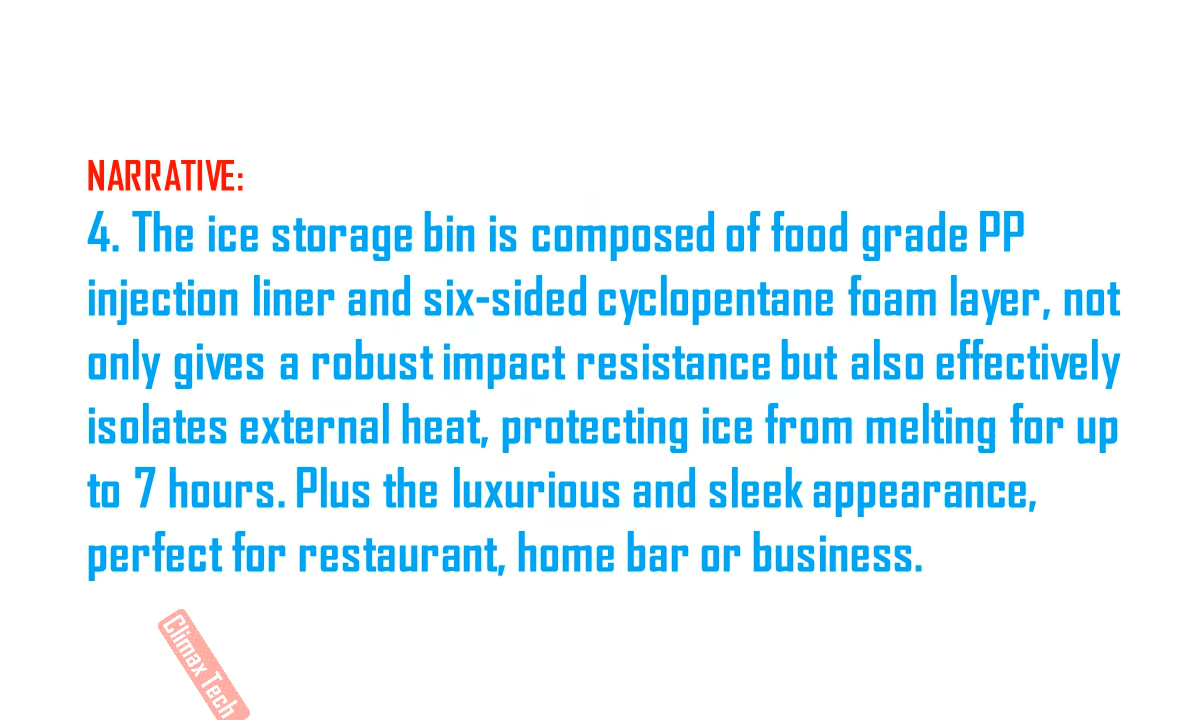 NARRATIVE:
4. The ice storage bin is composed of food grade PP
injection liner and six-sided cyclopentane foam layer, not
only gives a robust impact resistance but also effectively
isolates external heat, protecting ice from melting for up
to 7 hours. Plus the luxurious and sleek appearance,
perfect for restaurant, home bar or business.
Climax Tech